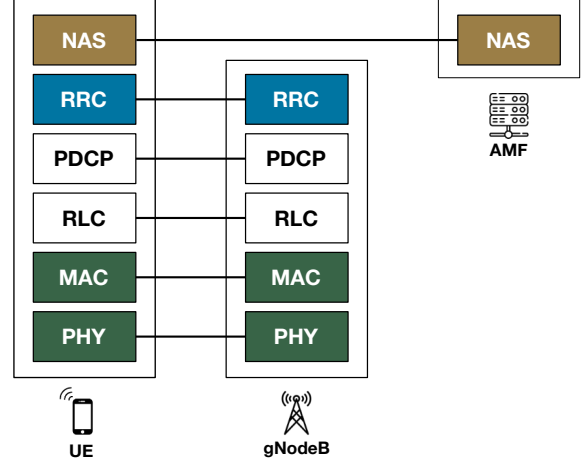 NAS NAS
RRC RRC
PDCP PDCP
RLC RLC
MAC MAC
PHY PHY
AMF
UE gNodeB